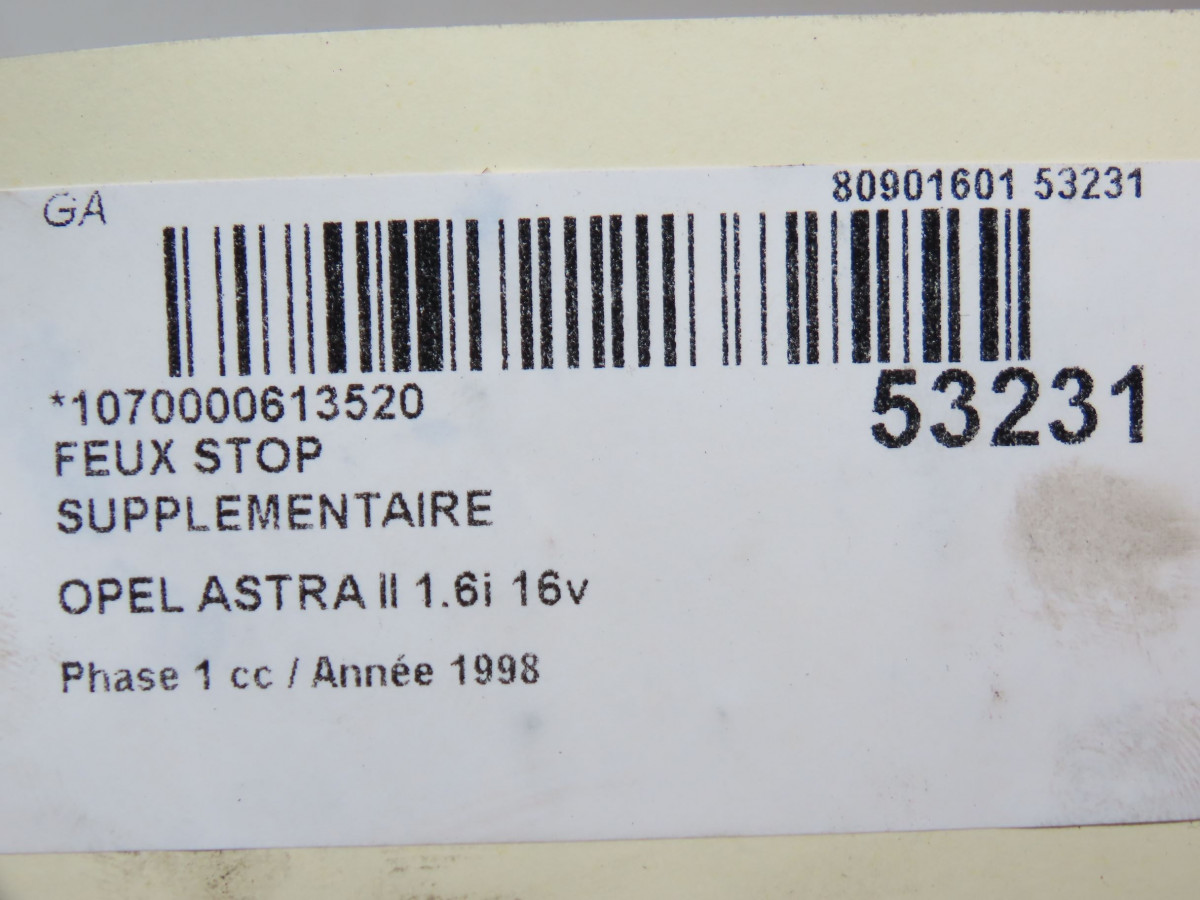 GA
80901601 53231
*1070000613520
53231
FEUX STOP
SUPPLEMENTAIRE
OPEL ASTRA II 1.6i 16v
Phase 1 cc / Année 1998